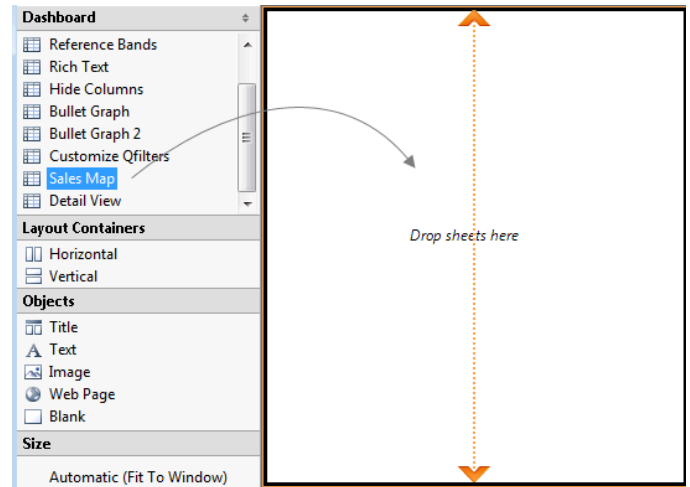 Dashboard
Reference Bands
Rich Text
Hide Columns
Bullet Graph
Bullet Graph 2
Customize Qfilters
Sales Map
Detail View
Layout Containers
Horizontal
Vertical
Objects
Title
A Text
Image
Web Page
Blank
Size
Automatic (Fit To Window)
Drop sheets here